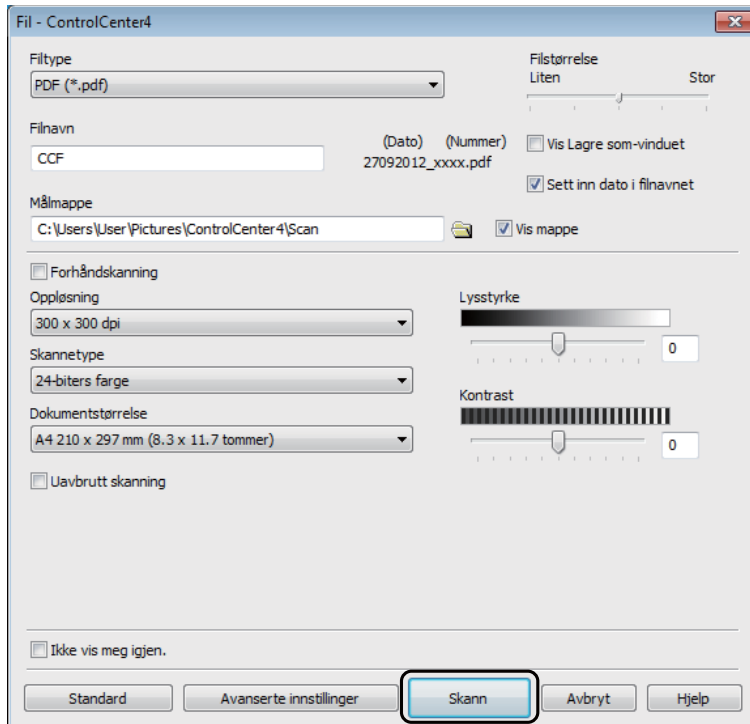 Fil - ControlCenter4
Filtype
PDF (*.pdf)
Filstørrelse
Liten Stor
Filnavn
CCF
(Dato) (Nummer)
27092012_xxxx.pdf
Vis Lagre som-vinduet
Sett inn dato i filnavnet
Målmappe
C:\Users\User\Pictures\ControlCenter4\Scan
Vis mappe
Forhåndskanning
Oppløsning
300 x 300 dpi
Skannetype
24-biters farge
Dokumentstørrelse
A4 210 x 297 mm (8.3 x 11.7 tommer)
Uavbrutt skanning
Lysstyrke
0
Kontrast
0
Ikke vis meg igjen.
Standard Avanserte innstillinger Skann Avbryt Hjelp